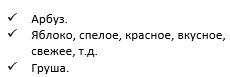 ✓ Арбуз.
✓ Яблоко, спелое, красное, вкусное,
свежее, т.д.
✓ Груша.